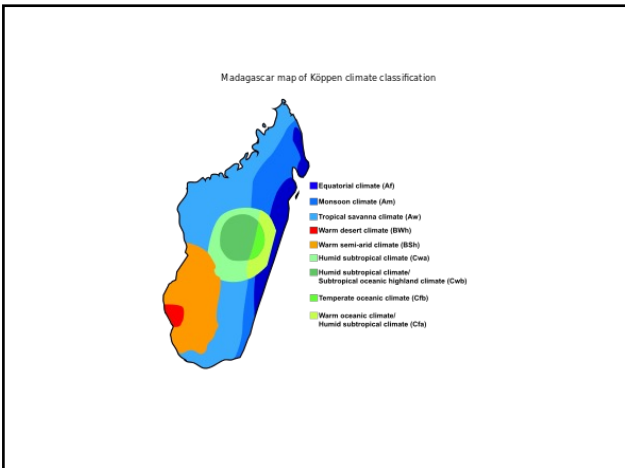 Madagascar map of Köppen climate classification
Equatorial climate (Af)
Monsoon climate (Am)
Tropical savanna climate (Aw)
Warm desert climate (BWh)
Warm semi-arid climate (BSh)
Humid subtropical climate (Cwa)
Humid subtropical climate/
Subtropical oceanic highland climate (Cwb)
Temperate oceanic climate (Cfb)
Warm oceanic climate/
Humid subtropical climate (Cfa)